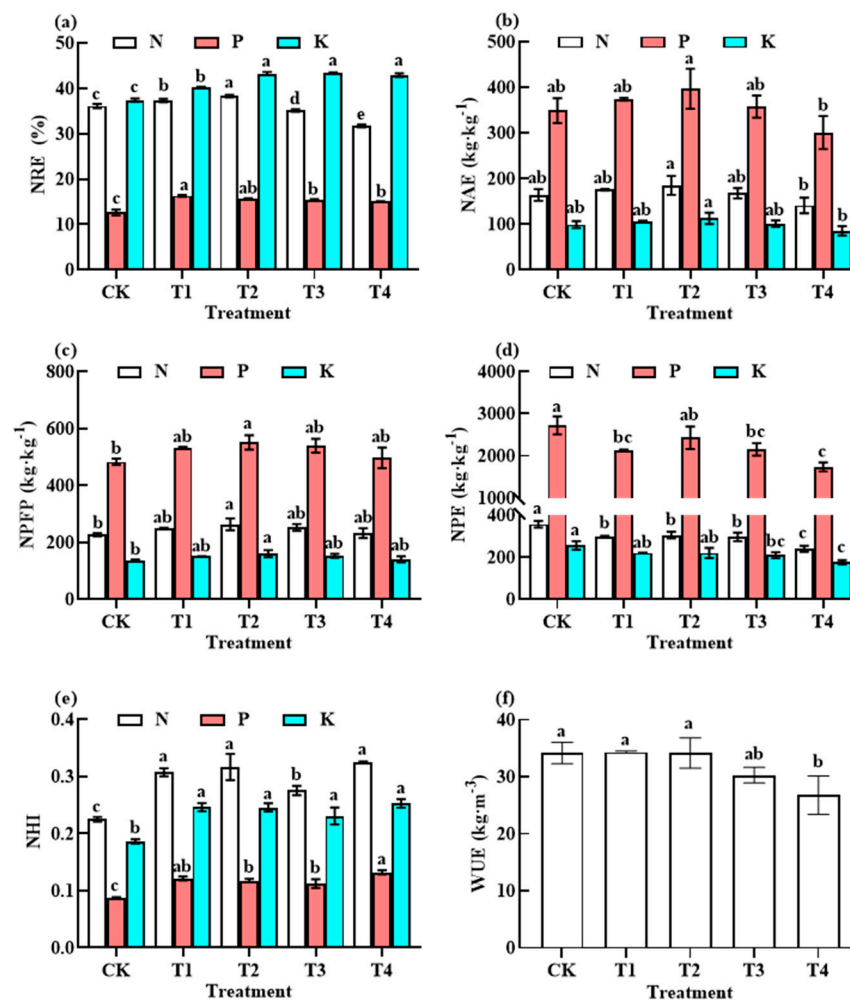 (a)
N P K
NRE (%)
50
40
30
20
10
0
c c b b a a d a e a
c a ab b b
CK T1 T2 T3 T4
Treatment
(b)
N P K
NAE (kg·kg⁻¹)
500
400
300
200
100
0
ab ab a ab b
ab ab a ab b
ab ab a ab b
CK T1 T2 T3 T4
Treatment
(c)
N P K
NPFP (kg·kg⁻¹)
800
600
400
200
0
b ab a ab ab
b ab a ab ab
b ab a ab ab
CK T1 T2 T3 T4
Treatment
(d)
N P K
NPE (kg·kg⁻¹)
4000
3000
2000
1000
400
200
0
a bc ab bc c
a b b b c
a ab b bc c
CK T1 T2 T3 T4
Treatment
(e)
N P K
NHI
0.4
0.3
0.2
0.1
0.0
c a a b a
b a a a a
c ab b b a
CK T1 T2 T3 T4
Treatment
(f)
WUE (kg·m⁻³)
40
30
20
10
0
a a a ab b
CK T1 T2 T3 T4
Treatment